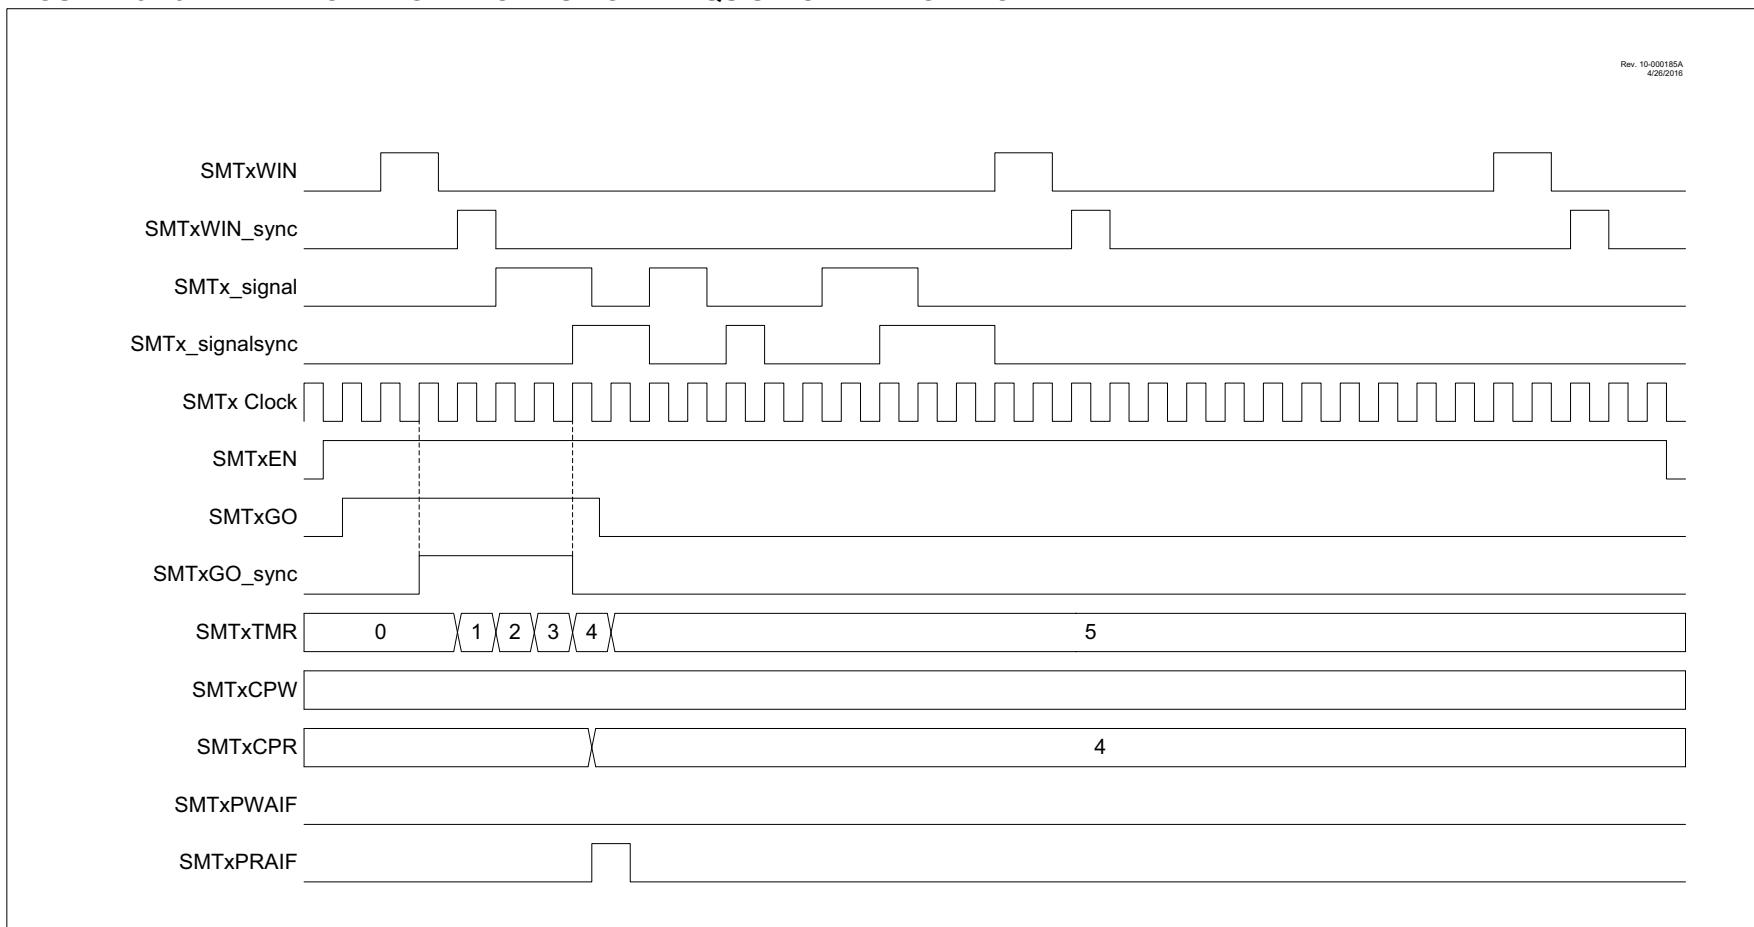 Rev. 10-000185A
4/26/2016
SMTxWIN
SMTxWIN_sync
SMTx_signal
SMTx_signalsync
SMTx Clock
SMTxEN
SMTxGO
SMTxGO_sync
SMTxTMR 0 1 2 3 4 5
SMTxCPW
SMTxCPR 4
SMTxPWAIF
SMTxPRAIF